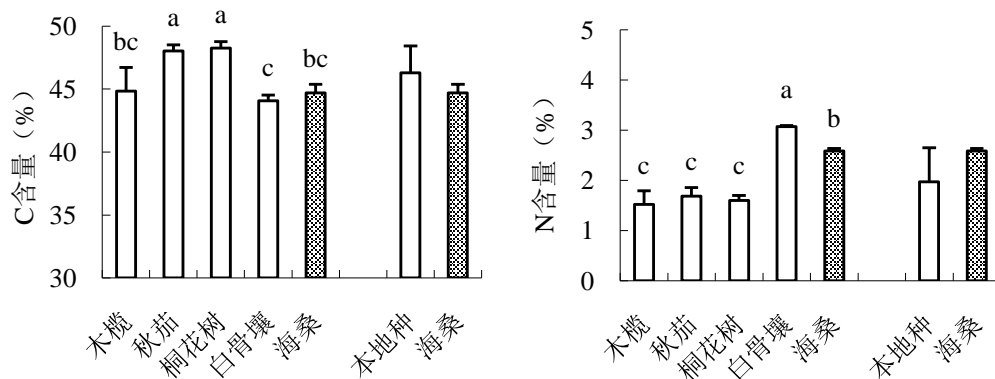 C含量（%）
50
45
40
35
30
bc
a
a
c
bc
木榄
秋茄
桐花树
白骨壤
海桑
本地种
海桑
N含量（%）
5
4
3
2
1
0
c
c
c
a
b
木榄
秋茄
桐花树
白骨壤
海桑
本地种
海桑